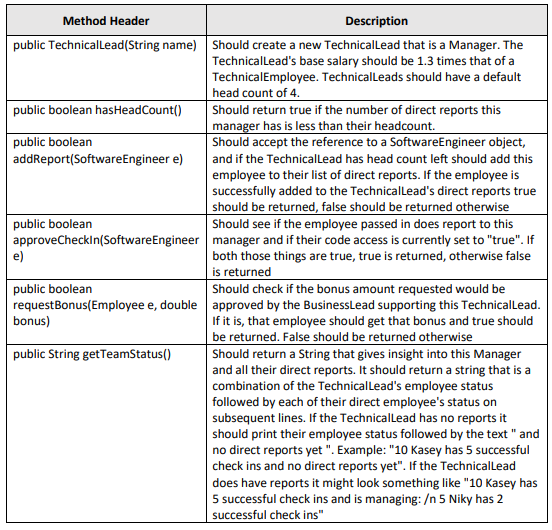 Method Header
Description
public TechnicalLead(String name)
Should create a new TechnicalLead that is a Manager. The
TechnicalLead's base salary should be 1.3 times that of a
TechnicalEmployee. TechnicalLeads should have a default
head count of 4.
public boolean hasHeadCount()
Should return true if the number of direct reports this
manager has is less than their headcount.
public boolean
addReport(SoftwareEngineer e)
Should accept the reference to a SoftwareEngineer object,
and if the TechnicalLead has head count left should add this
employee to their list of direct reports. If the employee is
successfully added to the TechnicalLead's direct reports true
should be returned, false should be returned otherwise
public boolean
approveCheckIn(SoftwareEngineer
e)
Should see if the employee passed in does report to this
manager and if their code access is currently set to "true". If
both those things are true, true is returned, otherwise false
is returned
public boolean
requestBonus(Employee e, double
bonus)
Should check if the bonus amount requested would be
approved by the BusinessLead supporting this TechnicalLead.
If it is, that employee should get that bonus and true should
be returned. False should be returned otherwise
public String getTeamStatus()
Should return a String that gives insight into this Manager
and all their direct reports. It should return a string that is a
combination of the TechnicalLead's employee status
followed by each of their direct employee's status on
subsequent lines. If the TechnicalLead has no reports it
should print their employee status followed by the text " and
no direct reports yet ". Example: "10 Kasey has 5 successful
check ins and no direct reports yet". If the TechnicalLead
does have reports it might look something like "10 Kasey has
5 successful check ins and is managing: /n 5 Niky has 2
successful check ins"